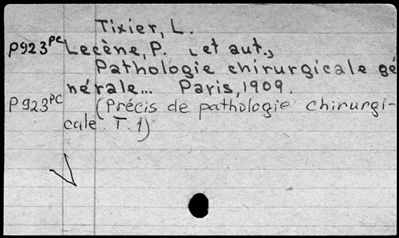 Tixier, L.
P923PC Lecène, P. et aut.,
Pathologie chirurgicale gé
nérale... Paris, 1909.
P923PC (Précis de pathologie chirurgi-
cale. T. 1)